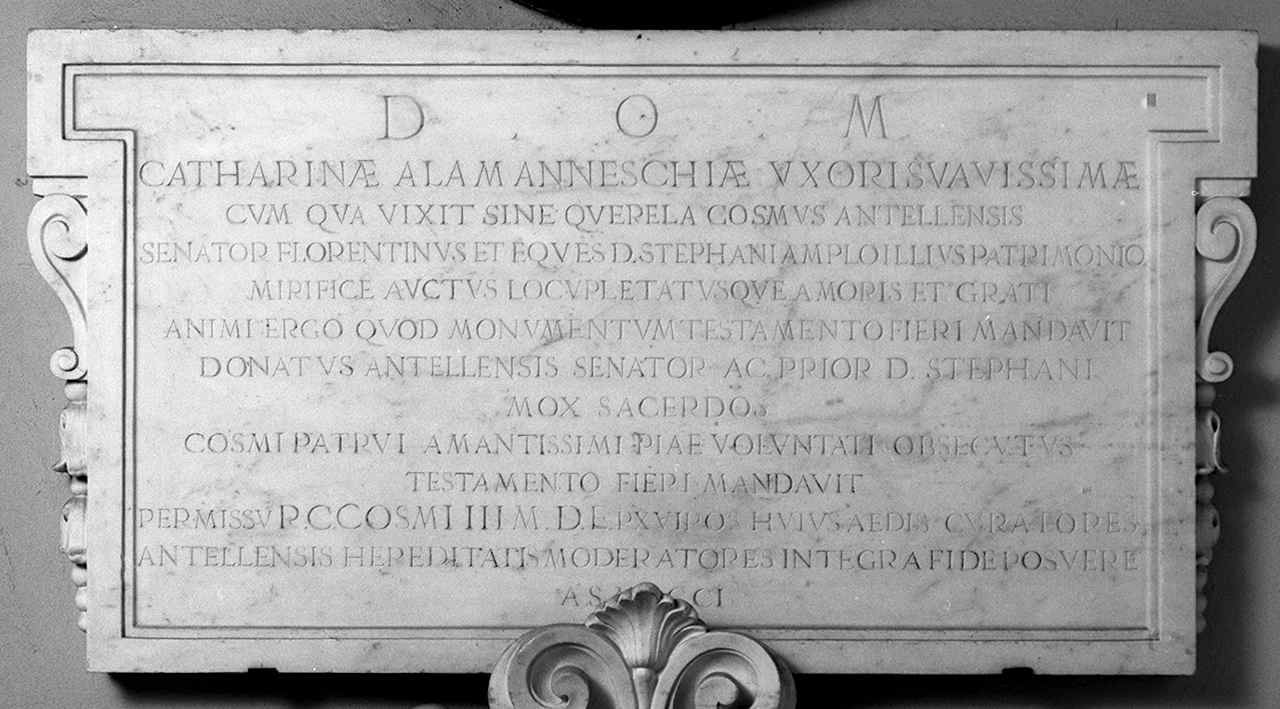 D O M
CATHARINÆ ALAMANNESCHIÆ VXORI SVAVISSIMÆ
CVM QVA VIXIT SINE QVERELA COSMVS ANTELLENSIS
SENATOR FLORENTINVS ET EQVES D. STEPHANI AMPLO ILLIVS PATRIMONIO
MIRIFICE AVCTVS LOCVPLETATVSQVE AMORIS ET GRATI
ANIMI ERGO QVOD MONVMENTVM TESTAMENTO FIERI MANDAVIT
DONATVS ANTELLENSIS SENATOR AC PRIOR D. STEPHANI
MOX SACERDOS
COSMI PATRVI AMANTISSIMI PIAE VOLVNTATI OBSECVTVS
TESTAMENTO FIERI MANDAVIT
PERMISSV P. C. COSMI III M. D. E. HVIVS AEDIS CVRATORES
ANTELLENSIS HEREDITATIS MODERATORES INTEGRA FIDE POSVERE
A S